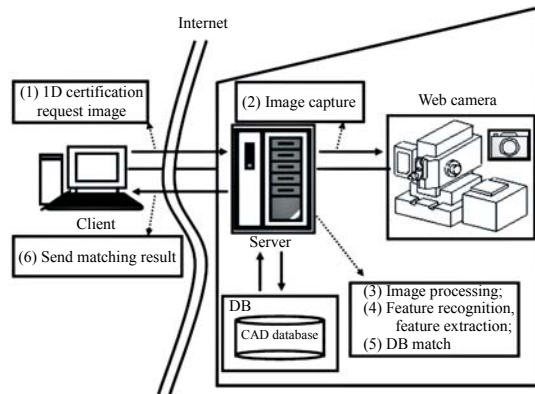 Internet
(1) 1D certification
request image
(2) Image capture
Web camera
Client
Server
(6) Send matching result
(3) Image processing;
(4) Feature recognition,
feature extraction;
(5) DB match
DB
CAD database